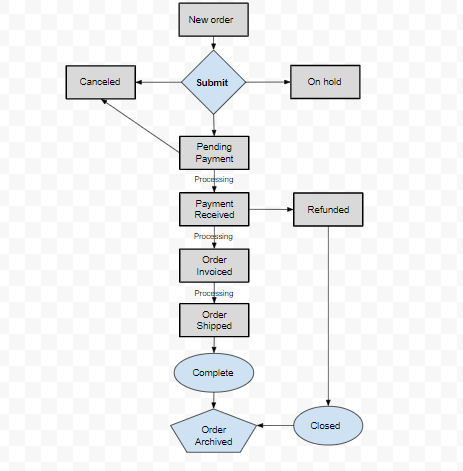 New order
Canceled
Submit
On hold
Pending
Payment
Processing
Payment
Received
Refunded
Processing
Order
Invoiced
Processing
Order
Shipped
Complete
Order
Archived
Closed